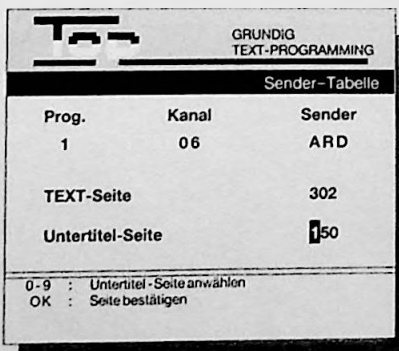 Top
GRUNDIG
TEXT-PROGRAMMING
Sender-Tabelle
Prog. Kanal Sender
1 06 ARD
TEXT-Seite 302
Untertitel-Seite 150
0-9 : Untertitel-Seite anwählen
OK : Seite bestätigen